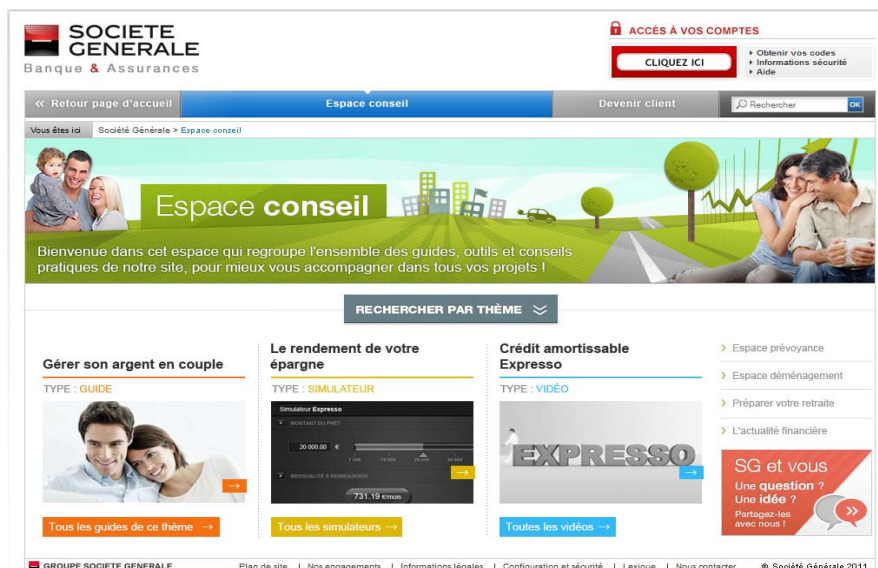 SOCIETE
GENERALE
Banque & Assurances
ACCÈS À VOS COMPTES
CLIQUEZ ICI
Obtenir vos codes
Informations sécurité
Aide
<< Retour page d'accueil
Espace conseil
Devenir client
Rechercher
OK
Vous êtes ici
Société Générale > Espace conseil
Espace conseil
Bienvenue dans cet espace qui regroupe l'ensemble des guides, outils et conseils
pratiques de notre site, pour mieux vous accompagner dans tous vos projets !
RECHERCHER PAR THÈME
Gérer son argent en couple
TYPE : GUIDE
Tous les guides de ce thème →
Le rendement de votre
épargne
TYPE : SIMULATEUR
Simulateur Expresso
MONTANT DU PRÊT
20 000.00 €
MENSUALITÉ À REMBOURSER
731.19 €/mois
Tous les simulateurs →
Crédit amortissable
Expresso
TYPE : VIDÉO
EXPRESSO
Toutes les vidéos →
> Espace prévoyance
> Espace déménagement
> Préparer votre retraite
> L'actualité financière
SG et vous
Une question ?
Une idée ?
Partagez-les
avec nous !
GROUPE SOCIETE GENERALE
Plan de site | Nos engagements | Informations légales | Configuration et sécurité | Lexique | Nous contacter
© Société Générale 2011